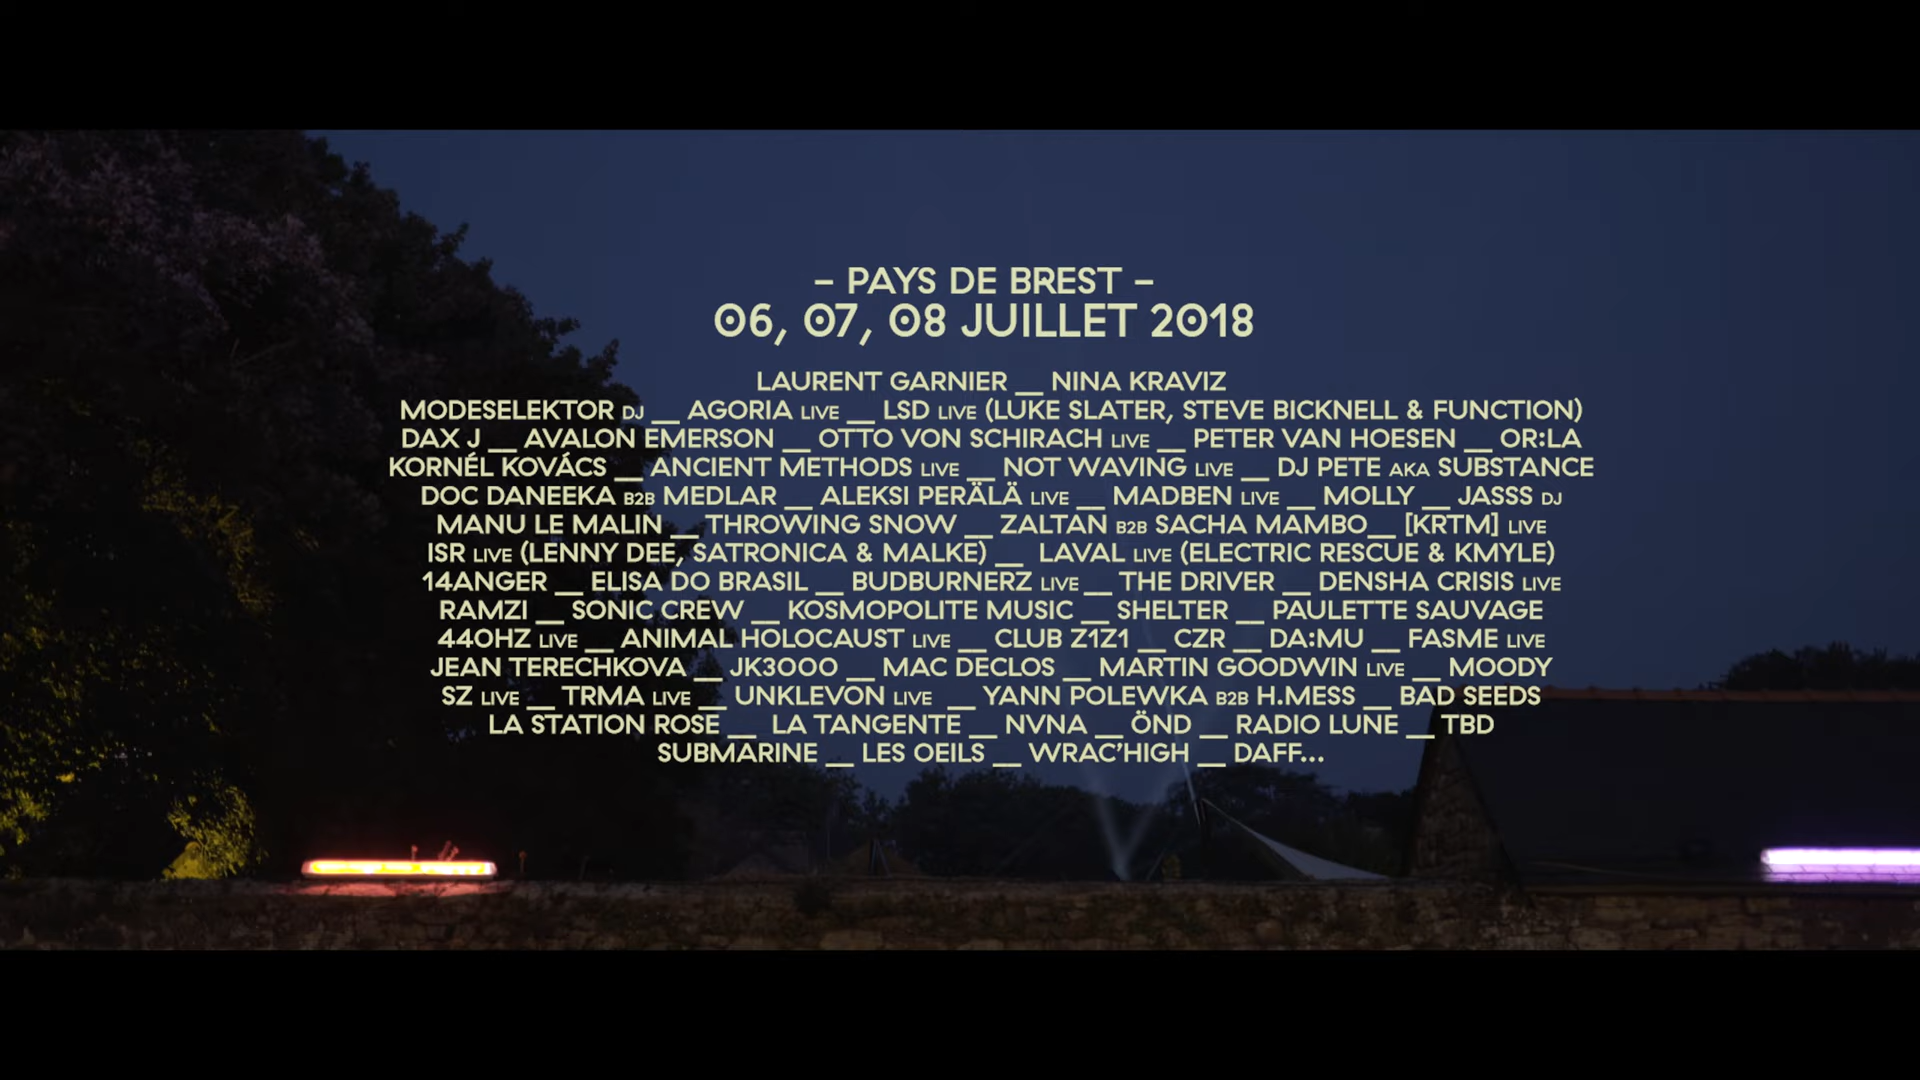 – PAYS DE BREST –
06, 07, 08 JUILLET 2018
LAURENT GARNIER __ NINA KRAVIZ
MODESELEKTOR DJ __ AGORIA LIVE __ LSD LIVE (LUKE SLATER, STEVE BICKNELL & FUNCTION)
DAX J __ AVALON EMERSON __ OTTO VON SCHIRACH LIVE __ PETER VAN HOESEN __ OR:LA
KORNÉL KOVÁCS __ ANCIENT METHODS LIVE __ NOT WAVING LIVE __ DJ PETE AKA SUBSTANCE
DOC DANEEKA B2B MEDLAR __ ALEKSI PERÄLÄ LIVE __ MADBEN LIVE __ MOLLY __ JASSS DJ
MANU LE MALIN __ THROWING SNOW __ ZALTAN B2B SACHA MAMBO__ [KRTM] LIVE
ISR LIVE (LENNY DEE, SATRONICA & MALKE) __ LAVAL LIVE (ELECTRIC RESCUE & KMYLE)
14ANGER __ ELISA DO BRASIL __ BUDBURNERZ LIVE __ THE DRIVER __ DENSHA CRISIS LIVE
RAMZI __ SONIC CREW __ KOSMOPOLITE MUSIC __ SHELTER __ PAULETTE SAUVAGE
440HZ LIVE __ ANIMAL HOLOCAUST LIVE __ CLUB Z1Z1 __ CZR __ DA:MU __ FASME LIVE
JEAN TERECHKOVA __ JK3000 __ MAC DECLOS __ MARTIN GOODWIN LIVE __ MOODY
SZ LIVE __ TRMA LIVE __ UNKLEVON LIVE __ YANN POLEWKA B2B H.MESS __ BAD SEEDS
LA STATION ROSE __ LA TANGENTE __ NVNA __ ÖND __ RADIO LUNE __ TBD
SUBMARINE __ LES OEILS __ WRAC'HIGH __ DAFF...